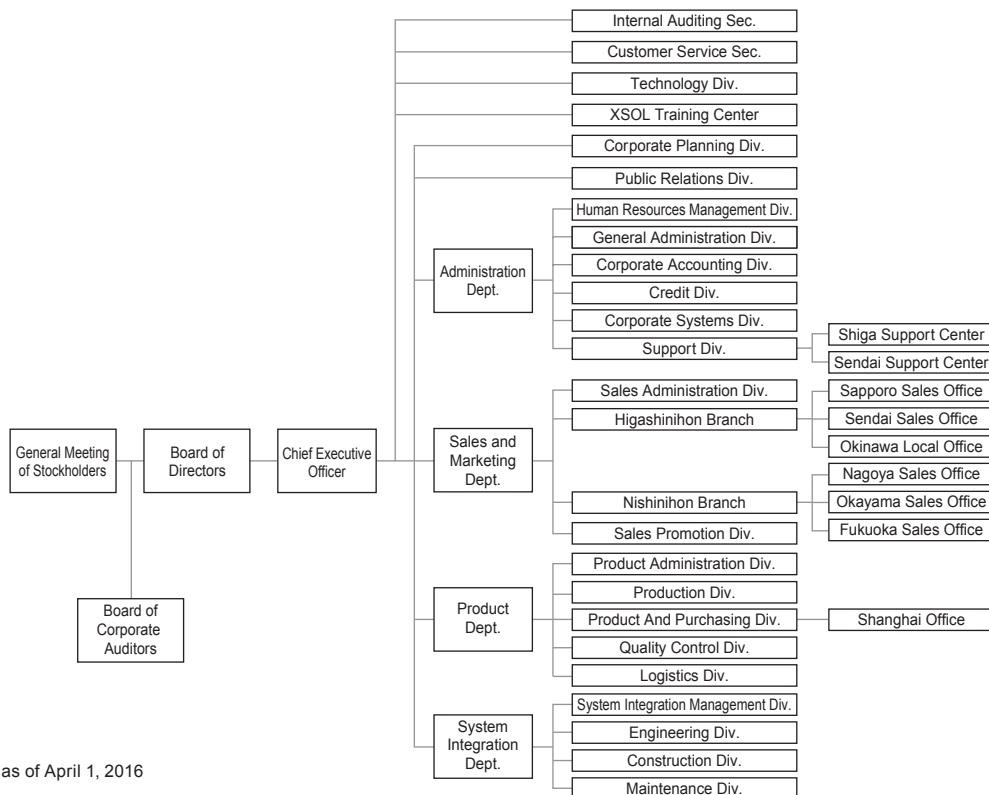 Internal Auditing Sec.
Customer Service Sec.
Technology Div.
XSOL Training Center
Corporate Planning Div.
Public Relations Div.
Human Resources Management Div.
General Administration Div.
Administration
Dept.
Corporate Accounting Div.
Credit Div.
Corporate Systems Div.
Support Div.
Shiga Support Center
Sendai Support Center
Sales Administration Div.
Higashinihon Branch
Sapporo Sales Office
Sendai Sales Office
Okinawa Local Office
General Meeting
of Stockholders
Board of
Directors
Chief Executive
Officer
Sales and
Marketing
Dept.
Nishinihon Branch
Nagoya Sales Office
Okayama Sales Office
Fukuoka Sales Office
Sales Promotion Div.
Board of
Corporate
Auditors
Product
Dept.
Product Administration Div.
Production Div.
Product And Purchasing Div.
Shanghai Office
Quality Control Div.
Logistics Div.
System
Integration
Dept.
System Integration Management Div.
Engineering Div.
Construction Div.
Maintenance Div.
as of April 1, 2016